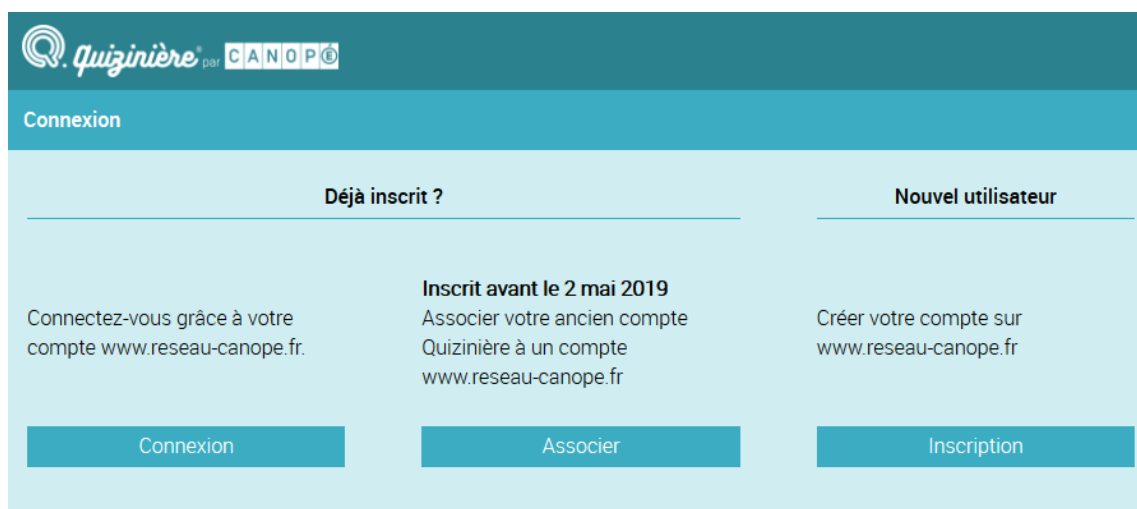 Q. Quizinière® par CANOPÉ
Connexion
Déjà inscrit ?
Connectez-vous grâce à votre
compte www.reseau-canope.fr.
Connexion
Inscrit avant le 2 mai 2019
Associer votre ancien compte
Quizinière à un compte
www.reseau-canope.fr
Associer
Nouvel utilisateur
Créer votre compte sur
www.reseau-canope.fr
Inscription